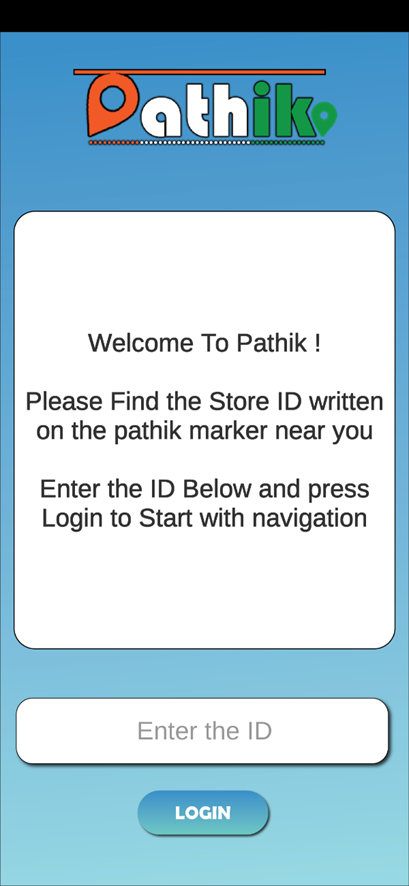 Pathik
Welcome To Pathik !
Please Find the Store ID written
on the pathik marker near you
Enter the ID Below and press
Login to Start with navigation
Enter the ID
LOGIN